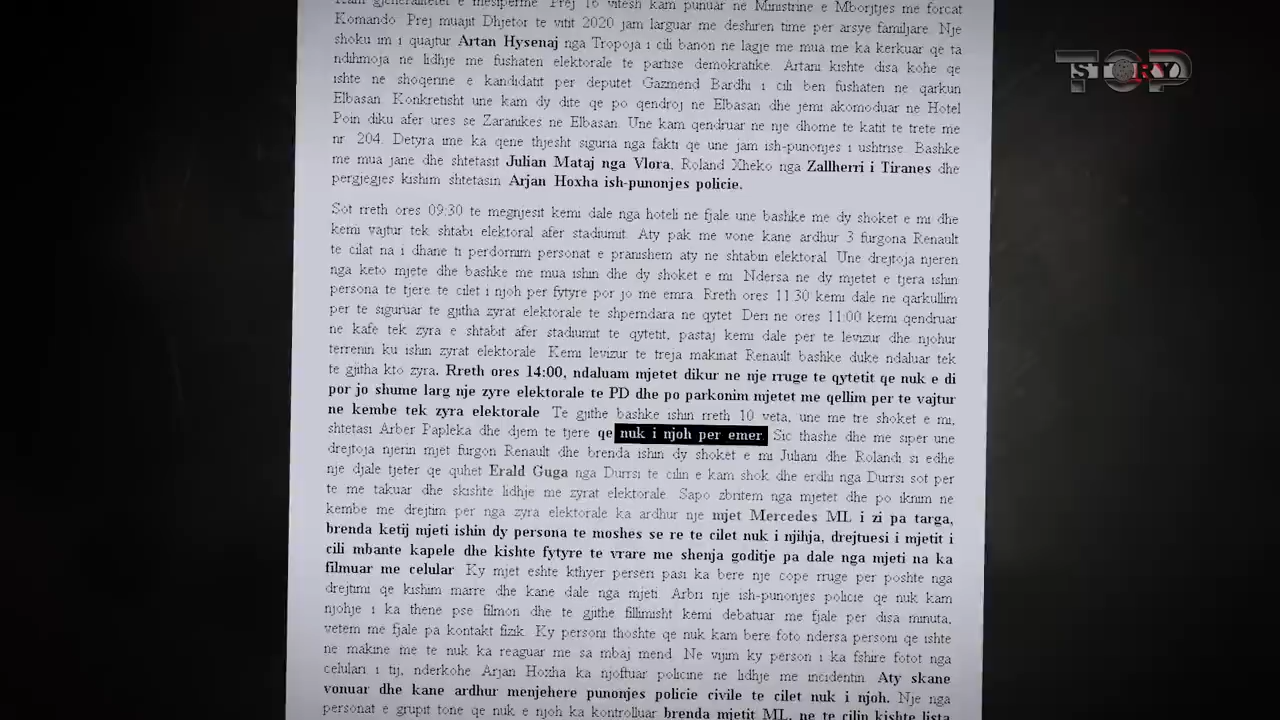 Kam gjeneralitetet e mesiperme Prej 16 vitesh kam punuar ne Ministrine e Mborjtjes me forcat
Komando. Prej muajit Dhjetor te vitit 2020 jam larguar me deshiren time per arsye familjare. Nje
shoku im i quajtur Artan Hysenaj nga Tropoja i cili banon ne lagje me mua me ka kerkuar qe ta
ndihmoja ne lidhje me fushaten elektorale te partise demokratike. Artani kishte disa kohe qe
ishte ne shoqerine e kandidatit per deputet Gazmend Bardhi i cili ben fushaten ne qarkun
Elbasan. Konkretisht une kam dy dite qe po qendroj ne Elbasan dhe jemi akomoduar ne Hotel
Poin diku afer ures se Zaranikes ne Elbasan. Une kam qendruar ne nje dhome te katit te trete me
nr. 204. Detyra ime ka qene thjesht siguria nga fakti qe une jam ish-punonjes i ushtrise. Bashke
me mua jane dhe shtetasit Julian Mataj nga Vlora, Roland Xheko nga Zallherri i Tiranes dhe
pergjegjes kishim shtetasin Arjan Hoxha ish-punonjes policie.
Sot rreth ores 09:30 te megnjesit kemi dale nga hoteli ne fjale une bashke me dy shoket e mi dhe
kemi vajtur tek shtabi elektoral afer stadiumit. Aty pak me vone kane ardhur 3 furgona Renault
te cilat na i dhane ti perdornim personat e pranishem aty ne shtabin elektoral. Une drejtoja njeren
nga keto mjete dhe bashke me mua ishin dhe dy shoket e mi. Ndersa ne dy mjetet e tjera ishin
persona te tjere te cilet i njoh per fytyre por jo me emra. Rreth ores 11:30 kemi dale ne qarkullim
per te siguruar te gjitha zyrat elektorale te shperndara ne qytet. Deri ne ores 11:00 kemi qendruar
ne kafe tek zyra e shtabit afer stadiumit te qytetit, pastaj kemi dale per te levizur dhe njohur
terrenin ku ishin zyrat elektorale. Kemi levizur te treja makinat Renault bashke duke ndaluar tek
te gjitha kto zyra. Rreth ores 14:00, ndaluam mjetet dikur ne nje rruge te qytetit qe nuk e di
por jo shume larg nje zyre elektorale te PD dhe po parkonim mjetet me qellim per te vajtur
ne kembe tek zyra elektorale. Te gjithe bashke ishin rreth 10 veta, une me tre shoket e mi,
shtetasi Arber Papleka dhe djem te tjere qe nuk i njoh per emer. Sic thashe dhe me siper une
drejtoja njerin mjet furgon Renault dhe brenda ishin dy shoket e mi Juliani dhe Rolandi si edhe
nje djale tjeter qe quhet Erald Guga nga Durrsi te cilin e kam shok dhe erdhi nga Durrsi sot per
te me takuar dhe skishte lidhje me zyrat elektorale. Sapo zbritem nga mjetet dhe po iknim ne
kembe me drejtim per nga zyra elektorale ka ardhur nje mjet Mercedes ML i zi pa targa,
brenda ketij mjeti ishin dy persona te moshes se re te cilet nuk i njihja, drejtuesi i mjetit i
cili mbante kapele dhe kishte fytyre te vrare me shenja goditje pa dale nga mjeti na ka
filmuar me celular. Ky mjet eshte kthyer perseri pasi ka bere nje cope rruge per poshte nga
drejtimi qe kishim marre dhe kane dale nga mjeti. Arbri nje ish-punonjes policie qe nuk kam
njohje i ka thene pse filmon dhe te gjithe fillimisht kemi debatuar me fjale per disa minuta,
vetem me fjale pa kontakt fizik. Ky personi thoshte qe nuk kam bere foto ndersa personi qe ishte
ne makine me te nuk ka reaguar me sa mbaj mend. Ne vijim ky person i ka fshire fotot nga
celulari i tij, nderkohe Arjan Hoxha ka njoftuar policine ne lidhje me incidentin. Aty skane
vonuar dhe kane ardhur menjehere punonjes policie civile te cilet nuk i njoh. Nje nga
personat e grupit tone qe nuk e njoh ka kontrolluar brenda mjetit ML, ne te cilin kishte lista
TOP
STORY